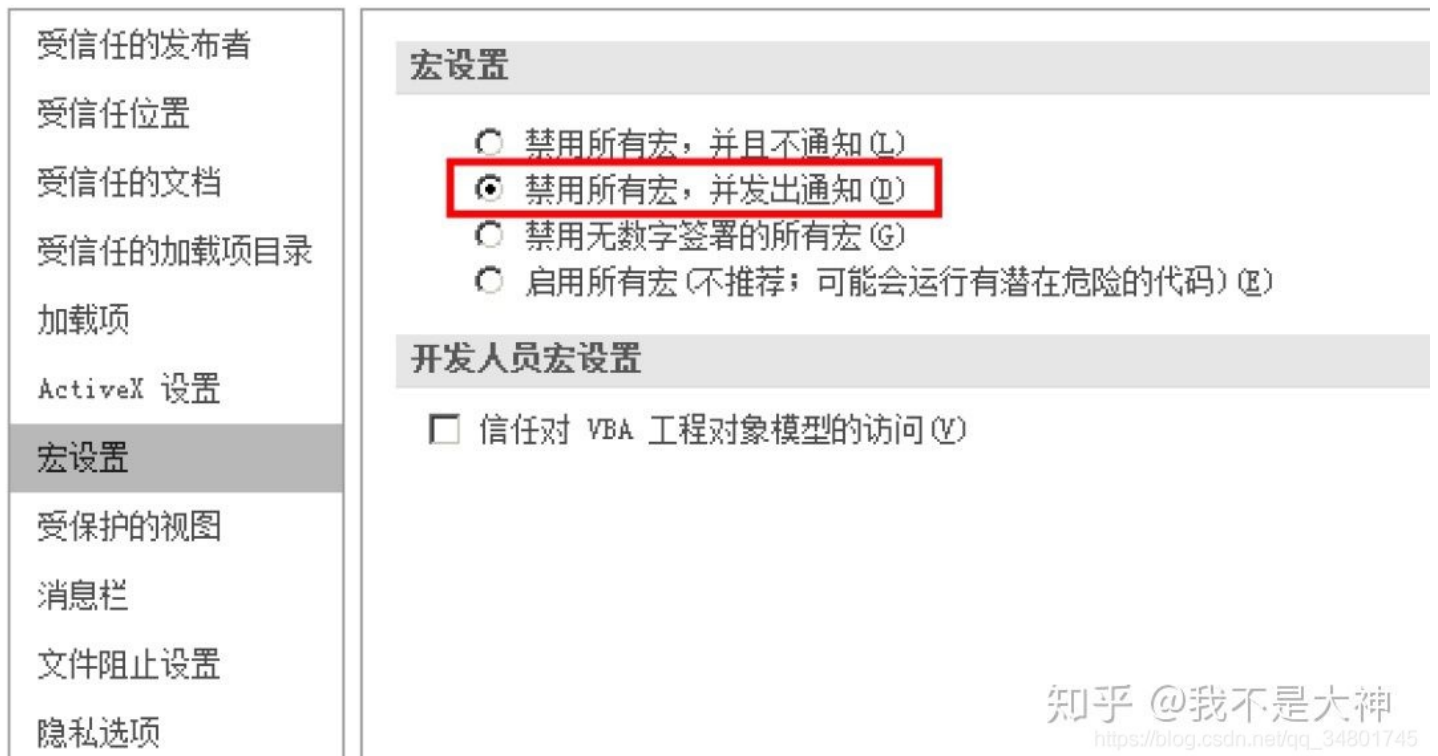 受信任的发布者
受信任位置
受信任的文档
受信任的加载项目录
加载项
ActiveX 设置
宏设置
受保护的视图
消息栏
文件阻止设置
隐私选项
宏设置
禁用所有宏，并且不通知(L)
禁用所有宏，并发出通知(D)
禁用无数字签署的所有宏(G)
启用所有宏(不推荐；可能会运行有潜在危险的代码)(E)
开发人员宏设置
信任对 VBA 工程对象模型的访问(V)
知乎 @我不是大神
https://blog.csdn.net/qq_34801745